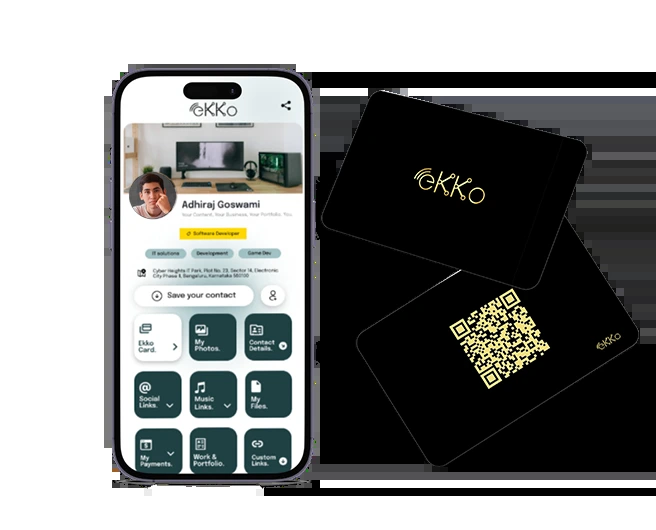 eKKo
Adhiraj Goswami
Your Content, Your Business, Your Portfolio, You.
Software Developer
IT solutions
Development
Game Dev
Cyber Heights IT Park, Plot No. 23, Sector 14, Electronic
City Phase II, Bangaluru, Karnataka 560100
Save your contact
Ekko
Card.
My
Photos.
Contact
Details.
Social
Links.
Music
Links.
My
Files.
My
Payments.
Work &
Portfolio.
Custom
Links.
eKKo
eKKo